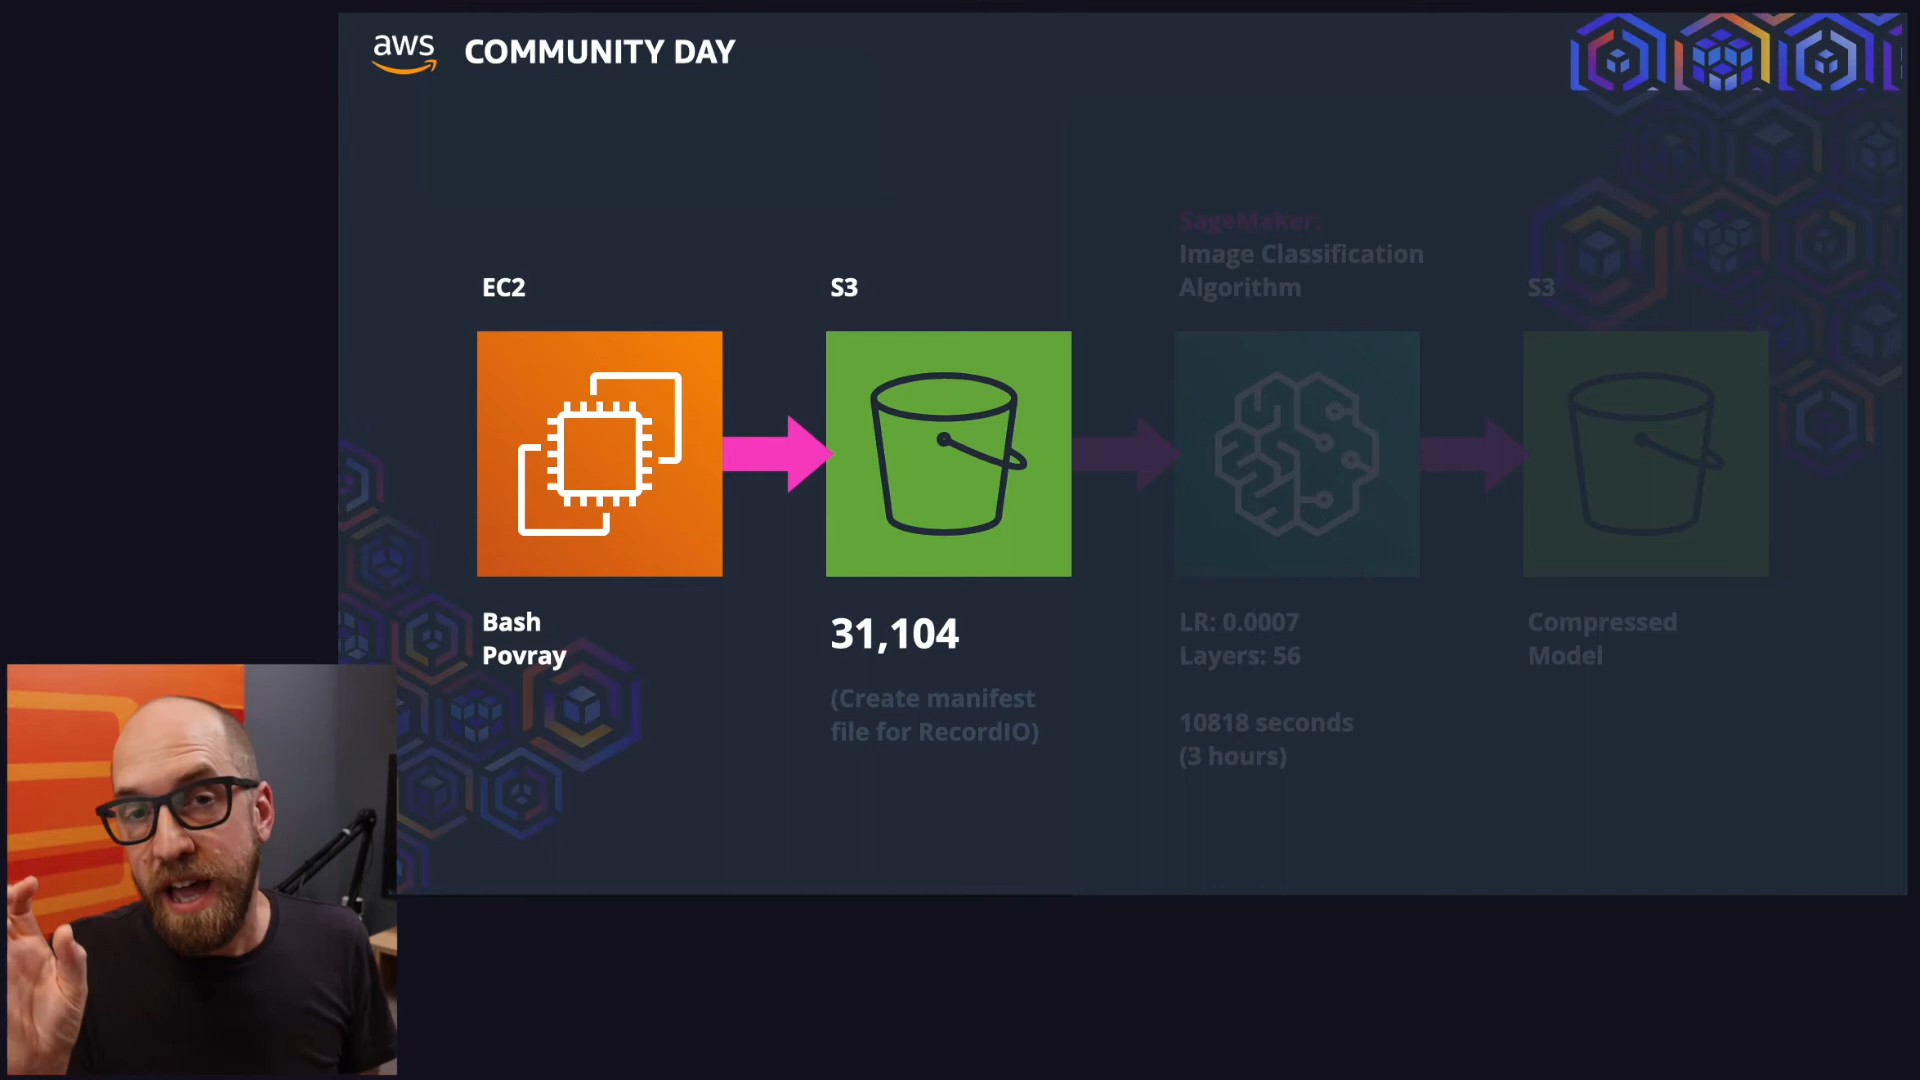 aws
COMMUNITY DAY
EC2
Bash
Povray
S3
31,104
(Create manifest
file for RecordIO)
SageMaker:
Image Classification
Algorithm
LR: 0.0007
Layers: 56
10818 seconds
(3 hours)
S3
Compressed
Model